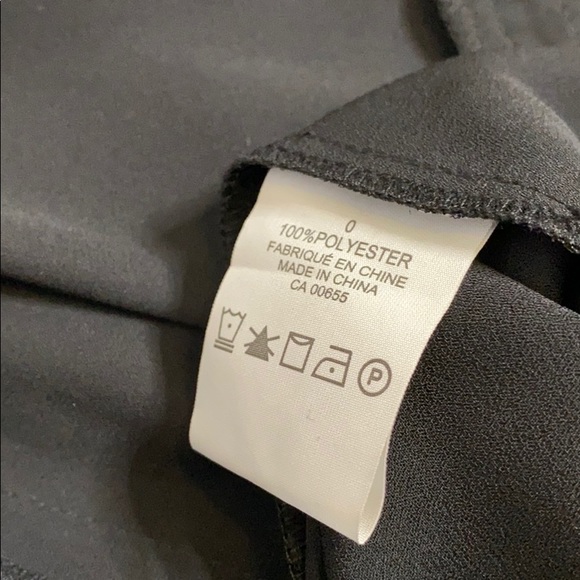 0
100%POLYESTER
FABRIQUÉ EN CHINE
MADE IN CHINA
CA 00655
P